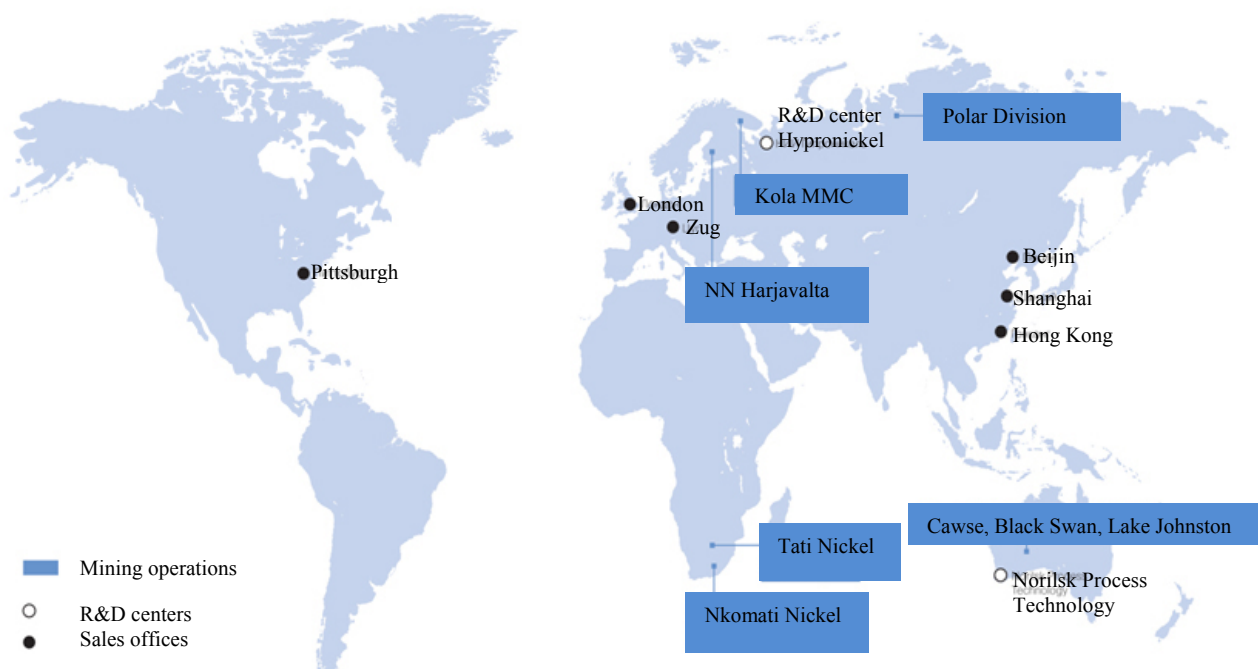 R&D center
Hypronickel
Polar Division
Kola MMC
London
Zug
Pittsburgh
NN Harjavalta
Beijin
Shanghai
Hong Kong
Cawse, Black Swan, Lake Johnston
Tati Nickel
Nkomati Nickel
Norilsk Process
Technology
Mining operations
R&D centers
Sales offices